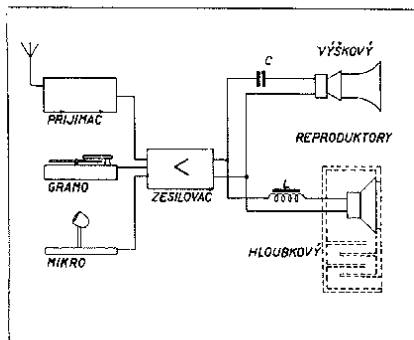 C
VÝŠKOVÝ
PŘIJIMAČ
REPRODUKTORY
GRAMO
ZESILOVAČ
L
HLOUBKOVÝ
MIKRO